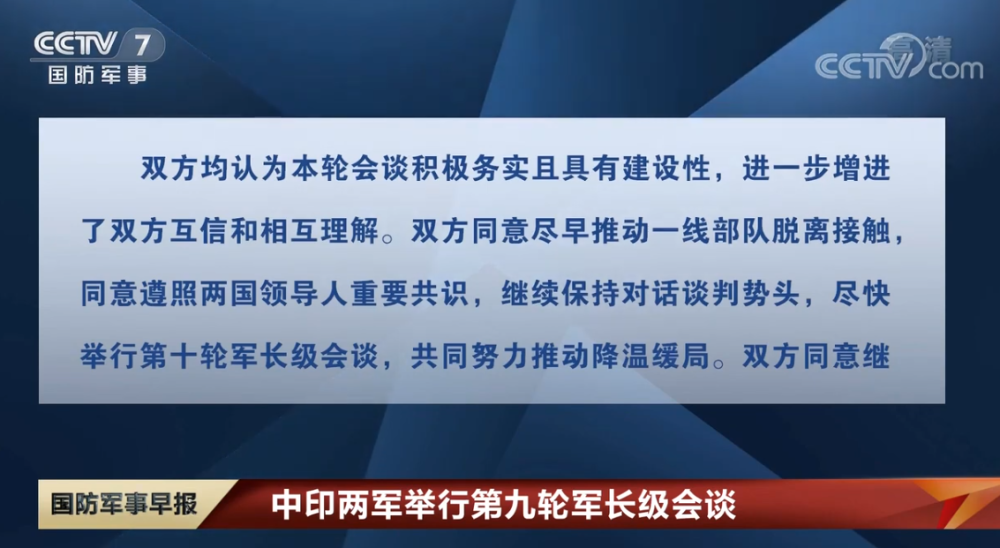 CCTV 7
国防军事
高清
CCTV.com
双方均认为本轮会谈积极务实且具有建设性，进一步增进
了双方互信和相互理解。双方同意尽早推动一线部队脱离接触，
同意遵照两国领导人重要共识，继续保持对话谈判势头，尽快
举行第十轮军长级会谈，共同努力推动降温缓局。双方同意继
国防军事早报
中印两军举行第九轮军长级会谈